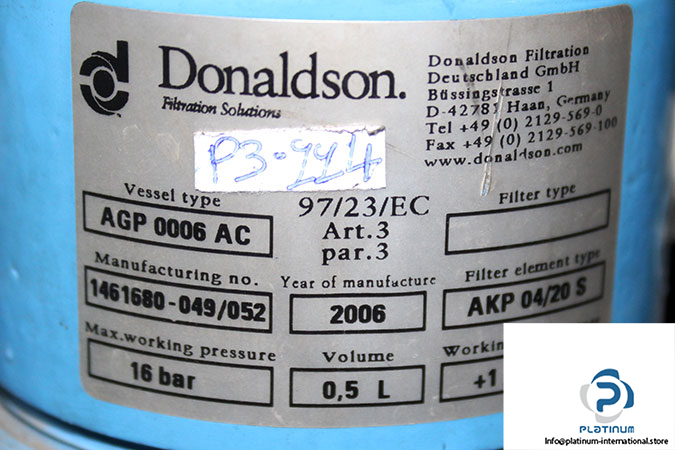 Donaldson.
Filtration Solutions
Donaldson Filtration
Deutschland GmbH
Büssingstrasse 1
D-42781 Haan, Germany
Tel +49 (0) 2129-569-0
Fax +49 (0) 2129-569-100
www.donaldson.com
Vessel type
AGP 0006 AC
97/23/EC
Art.3
par.3
Filter type
Manufacturing no.
1461680-049/052
Year of manufacture
2006
Filter element type
AKP 04/20 S
Max.working pressure
16 bar
Volume
0,5 L
+1
PLATINUM
Info@platinum-international.store